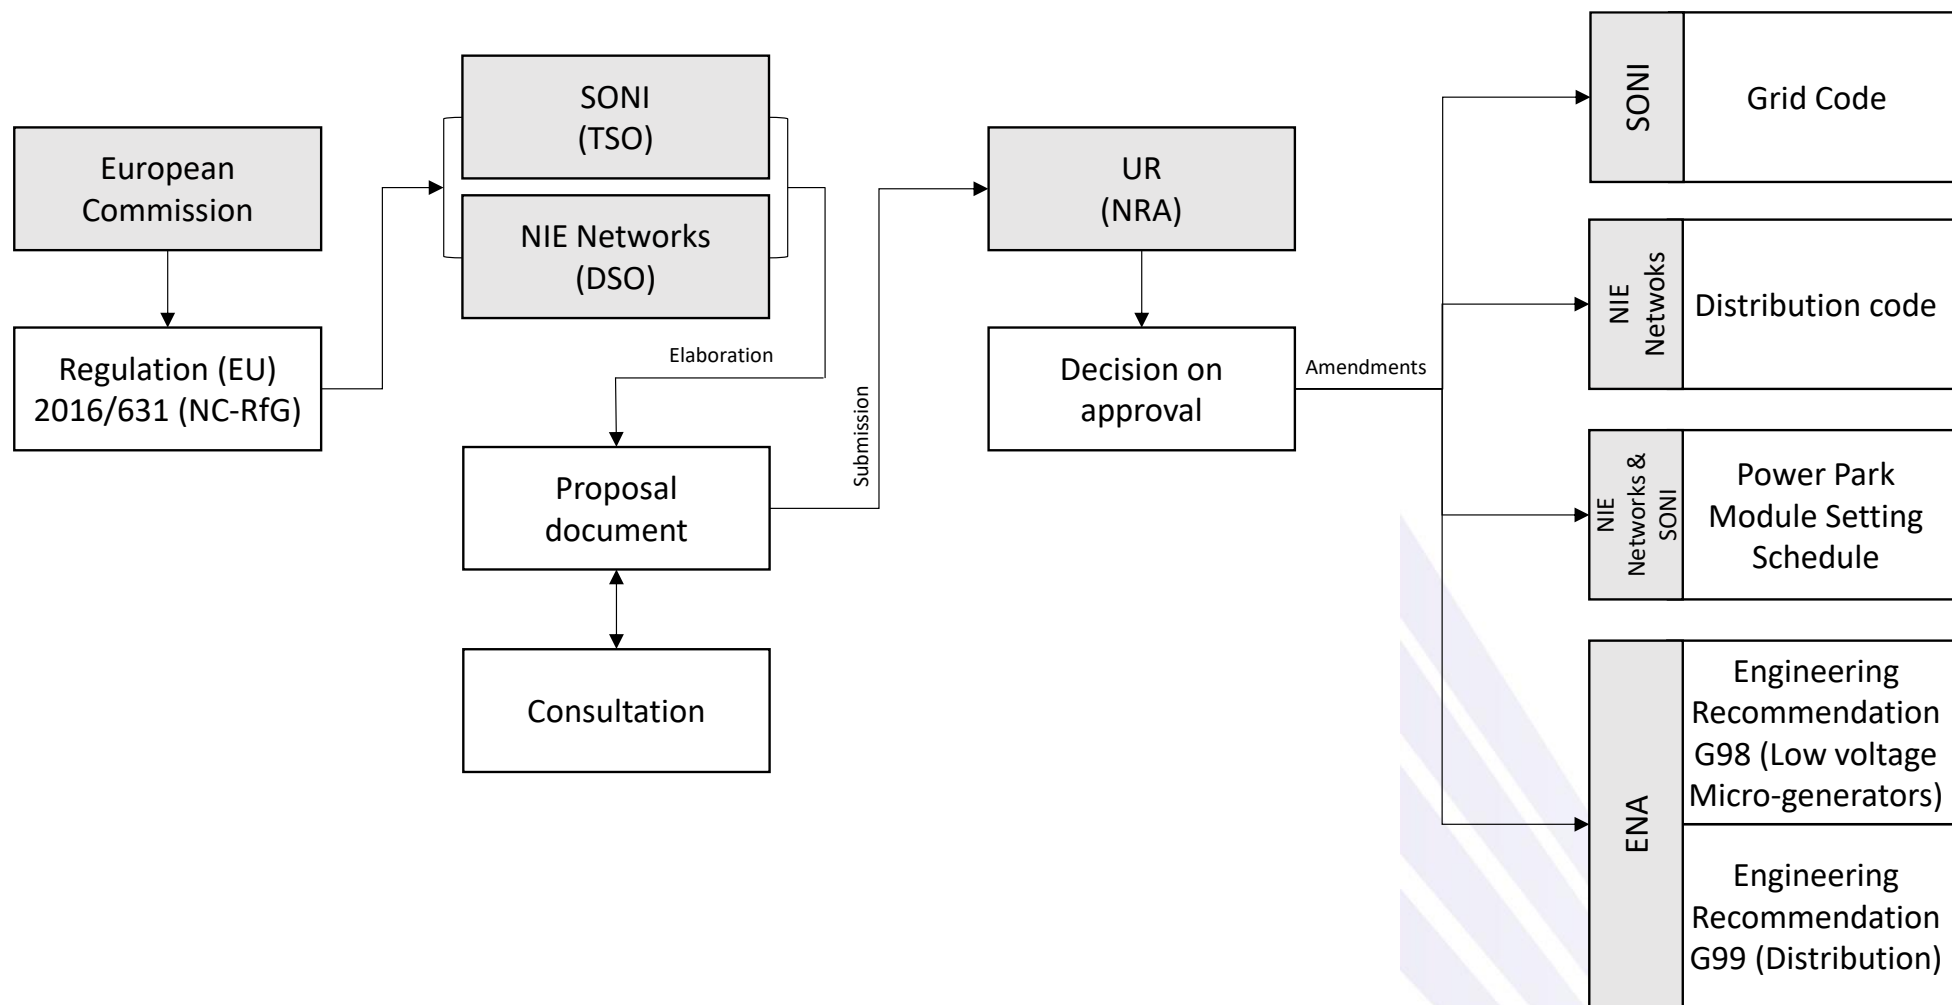 European
Commission
Regulation (EU)
2016/631 (NC-RfG)
SONI
(TSO)
NIE Networks
(DSO)
Elaboration
Proposal
document
Consultation
Submission
UR
(NRA)
Decision on
approval
Amendments
SONI
Grid Code
NIE
Netwoks
Distribution code
NIE
Networks &
SONI
Power Park
Module Setting
Schedule
ENA
Engineering
Recommendation
G98 (Low voltage
Micro-generators)
Engineering
Recommendation
G99 (Distribution)